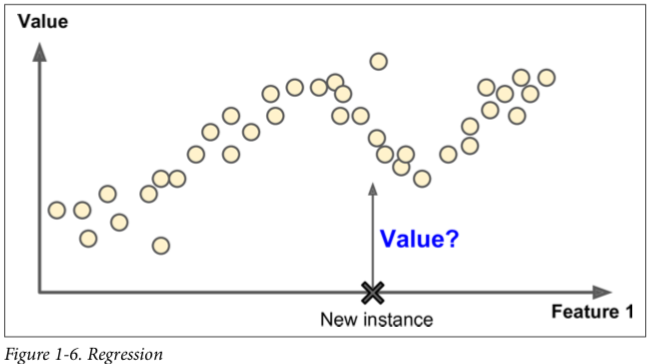 Value
Value?
New instance
Feature 1
Figure 1-6. Regression